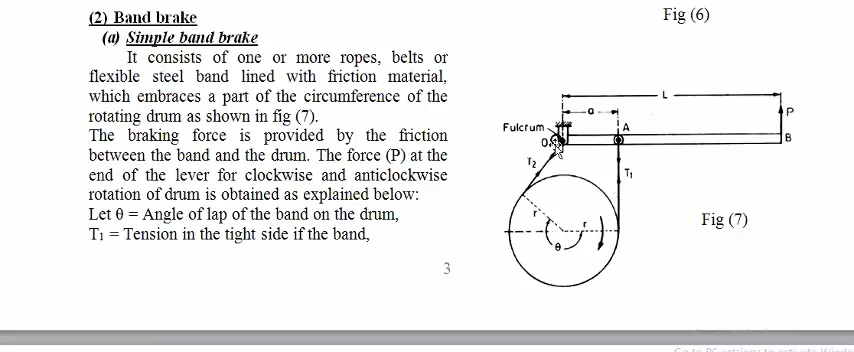 (2) Band brake
(a) Simple band brake
It consists of one or more ropes, belts or
flexible steel band lined with friction material,
which embraces a part of the circumference of the
rotating drum as shown in fig (7).
The braking force is provided by the friction
between the band and the drum. The force (P) at the
end of the lever for clockwise and anticlockwise
rotation of drum is obtained as explained below:
Let θ = Angle of lap of the band on the drum,
T₁ = Tension in the tight side if the band,
3
Fig (6)
L
a
P
Fulcrum
A
O
B
T₂
T₁
r
r
θ
Fig (7)